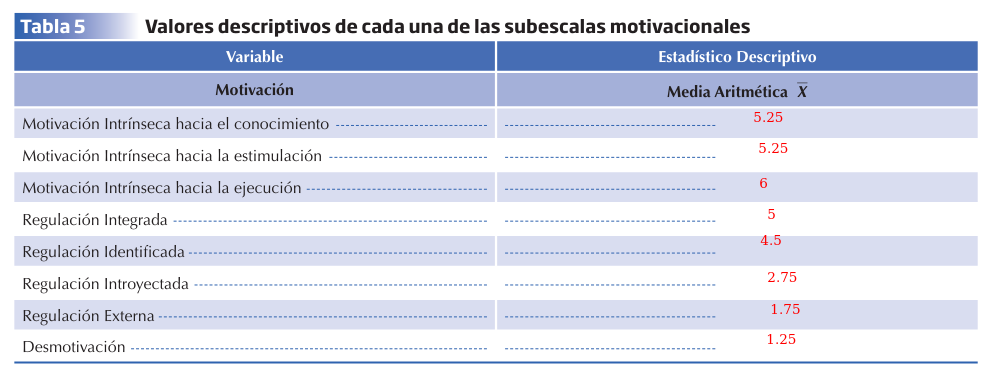 Tabla 5 Valores descriptivos de cada una de las subescalas motivacionales
Variable Estadístico Descriptivo
Motivación Media Aritmética X̅
Motivación Intrínseca hacia el conocimiento 5.25
Motivación Intrínseca hacia la estimulación 5.25
Motivación Intrínseca hacia la ejecución 6
Regulación Integrada 5
Regulación Identificada 4.5
Regulación Introyectada 2.75
Regulación Externa 1.75
Desmotivación 1.25